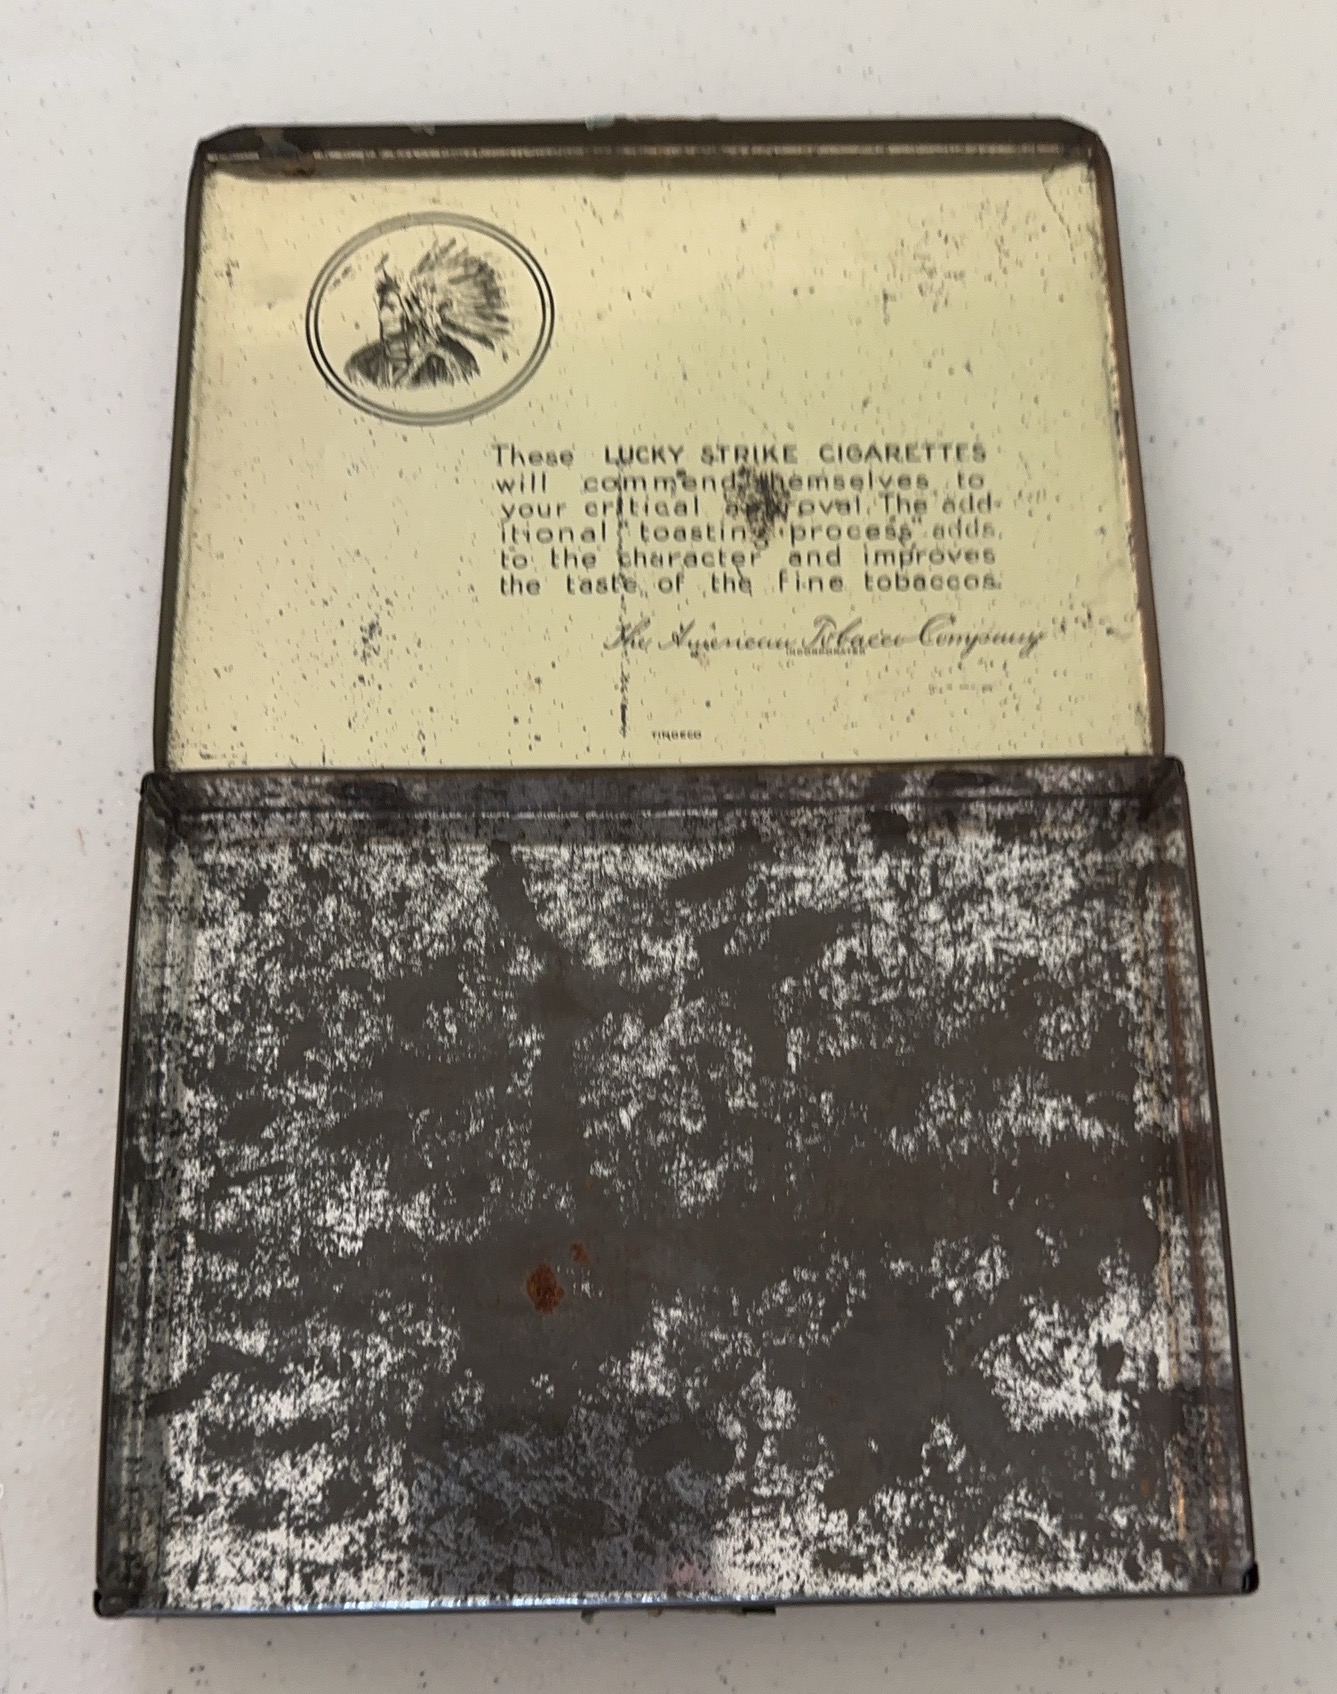 These LUCKY STRIKE CIGARETTES
will commend themselves to
your critical approval. The add-
itional "toasting process" adds
to the character and improves
the taste of the fine tobaccos.
The American Tobacco Company
INCORPORATED
TINDECO